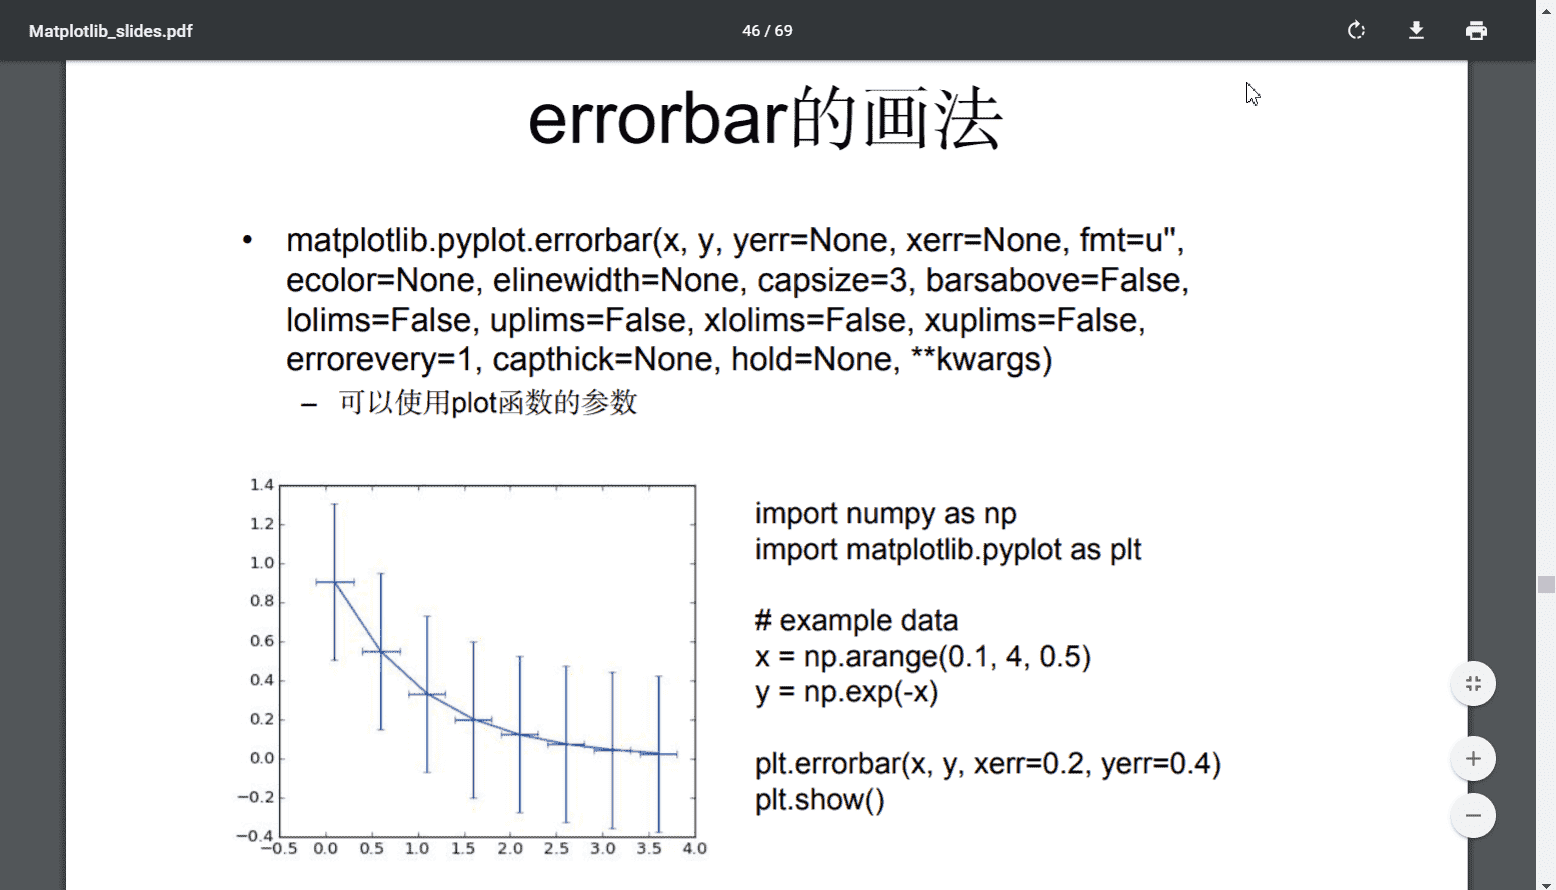 Matplotlib_slides.pdf
46 / 69
errorbar的画法
• matplotlib.pyplot.errorbar(x, y, yerr=None, xerr=None, fmt=u'',
ecolor=None, elinewidth=None, capsize=3, barsabove=False,
lolims=False, uplims=False, xlolims=False, xuplims=False,
errorevery=1, capthick=None, hold=None, **kwargs)
– 可以使用plot函数的参数
1.4
1.2
1.0
0.8
0.6
0.4
0.2
0.0
−0.2
−0.4
−0.5 0.0 0.5 1.0 1.5 2.0 2.5 3.0 3.5 4.0
import numpy as np
import matplotlib.pyplot as plt
# example data
x = np.arange(0.1, 4, 0.5)
y = np.exp(-x)
plt.errorbar(x, y, xerr=0.2, yerr=0.4)
plt.show()